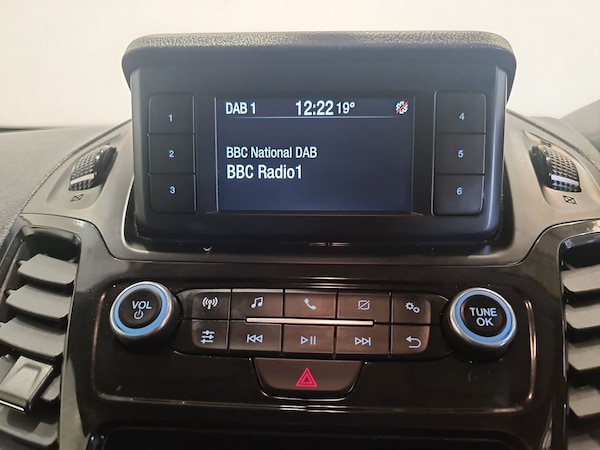 DAB 1 12:22 19°
BBC National DAB
BBC Radio1
1
2
3
4
5
6
VOL
TUNE
OK